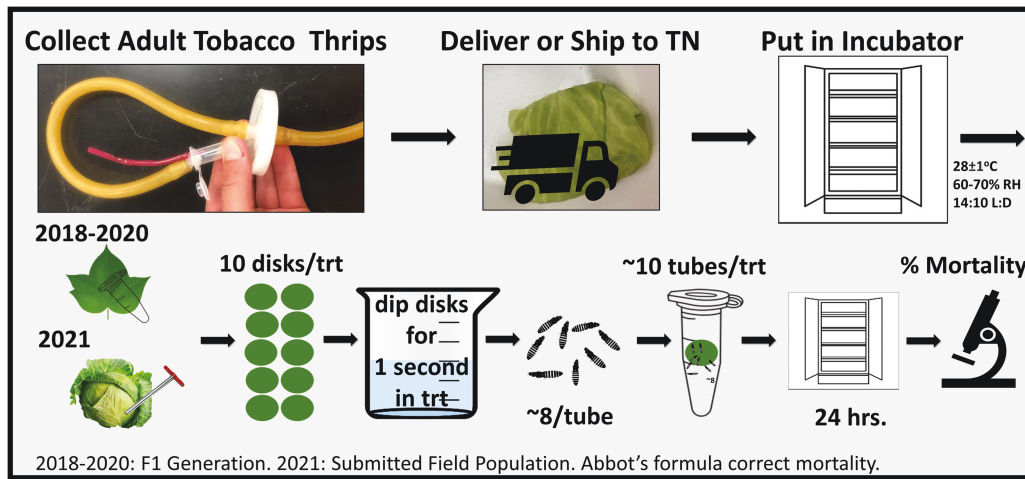 Collect Adult Tobacco Thrips
Deliver or Ship to TN
Put in Incubator
28±1°C
60-70% RH
14:10 L:D
2018-2020
2021
10 disks/trt
dip disks
for
1 second
in trt
~8/tube
~10 tubes/trt
~8
24 hrs.
% Mortality
2018-2020: F1 Generation. 2021: Submitted Field Population. Abbot’s formula correct mortality.